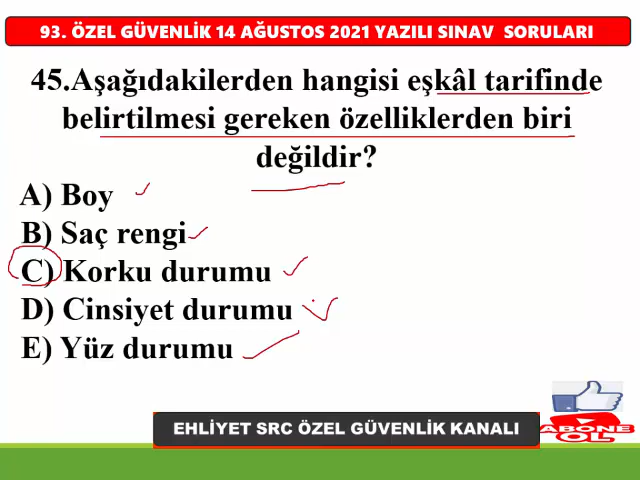 93. ÖZEL GÜVENLİK 14 AĞUSTOS 2021 YAZILI SINAV SORULARI
45.Aşağıdakilerden hangisi eşkâl tarifinde
belirtilmesi gereken özelliklerden biri
değildir?
A) Boy
B) Saç rengi
C) Korku durumu
D) Cinsiyet durumu
E) Yüz durumu
EHLİYET SRC ÖZEL GÜVENLİK KANALI
ABONE
OL